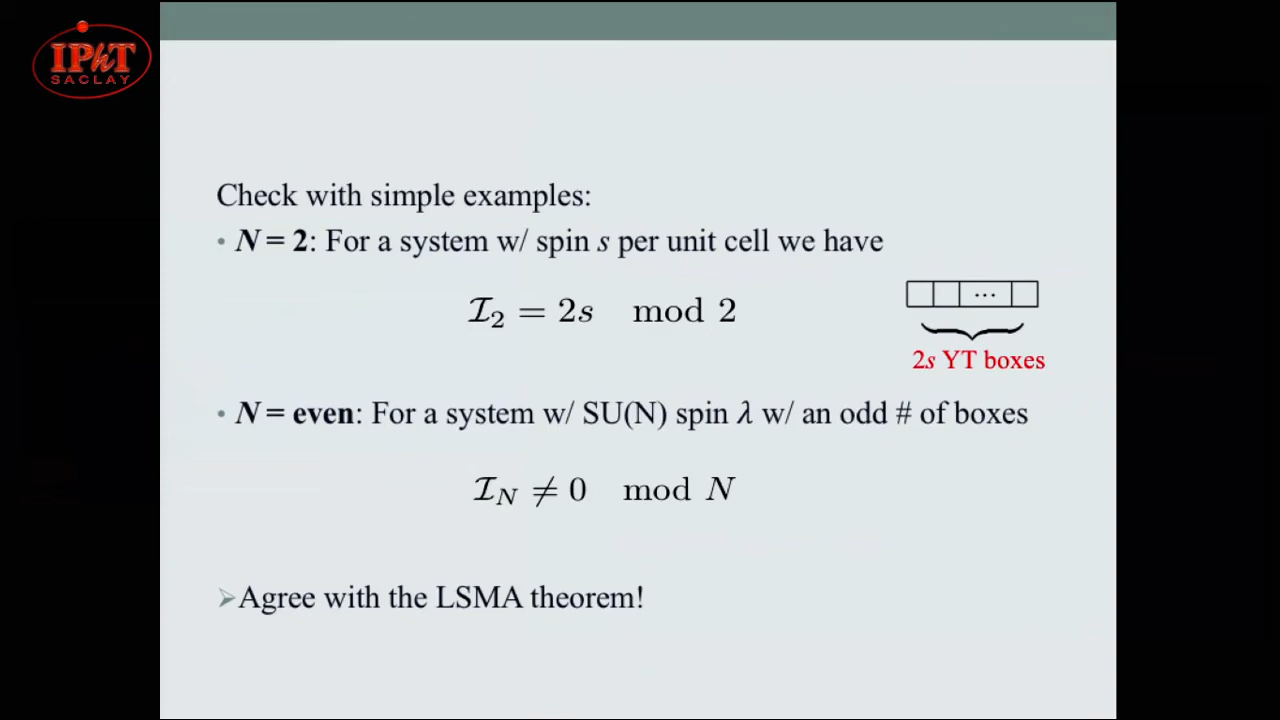 IPhT
SACLAY
Check with simple examples:
• N = 2: For a system w/ spin s per unit cell we have
ℐ₂ = 2s mod 2
...
2s YT boxes
• N = even: For a system w/ SU(N) spin λ w/ an odd # of boxes
ℐ_N ≠ 0 mod N
➢Agree with the LSMA theorem!